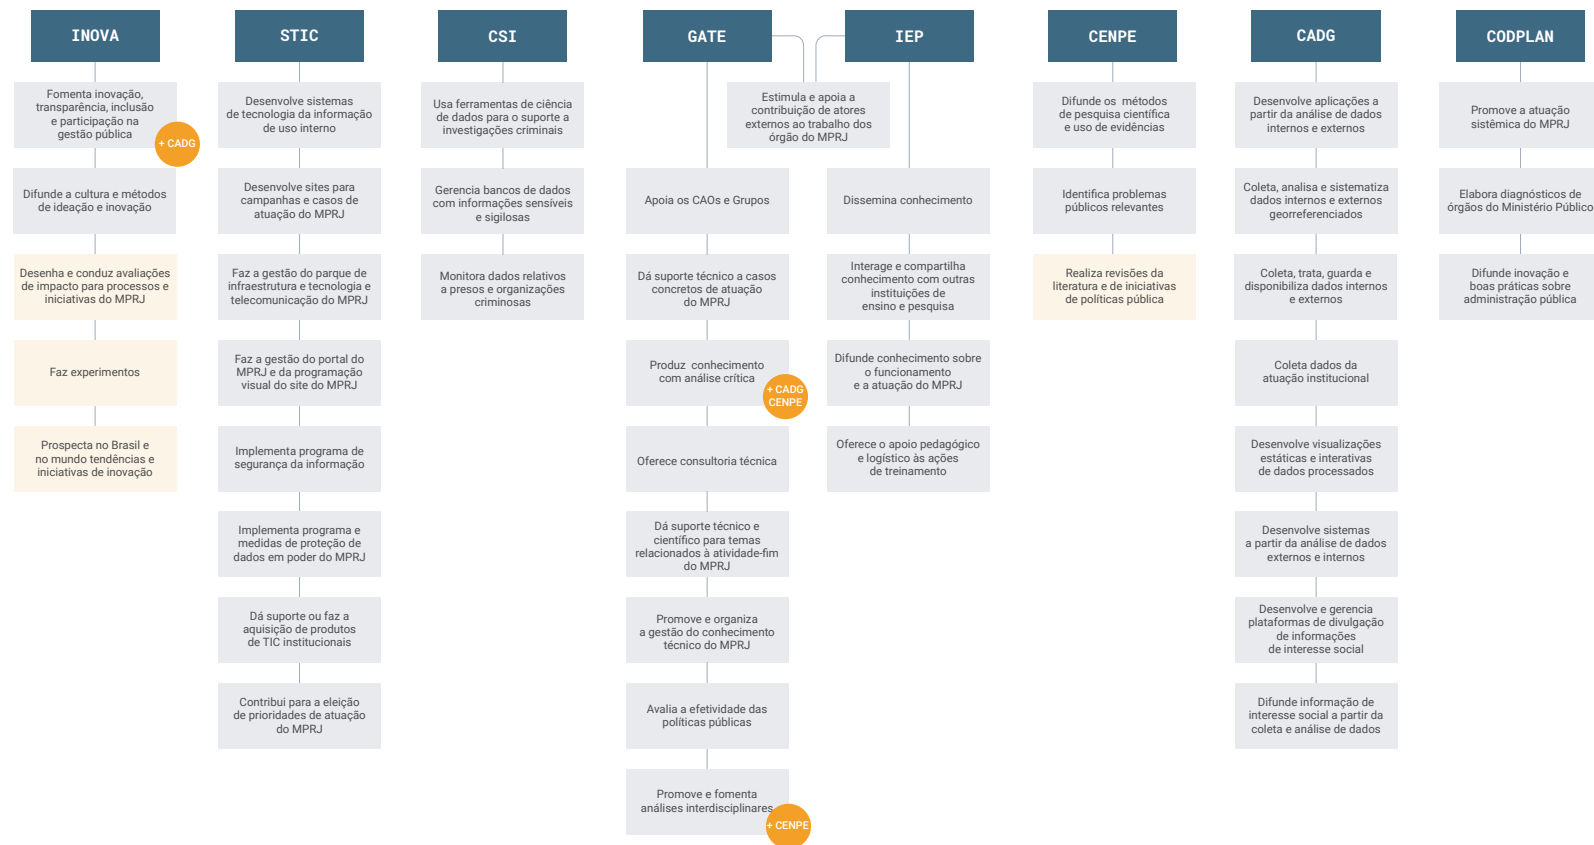 INOVA
Fomenta inovação,
transparência, inclusão
e participação na
gestão pública
+ CADG
Difunde a cultura e métodos
de ideação e inovação
Desenha e conduz avaliações
de impacto para processos e
iniciativas do MPRJ
Faz experimentos
Prospecta no Brasil e
no mundo tendências e
iniciativas de inovação
STIC
Desenvolve sistemas
de tecnologia da informação
de uso interno
Desenvolve sites para
campanhas e casos de
atuação do MPRJ
Faz a gestão do parque de
infraestrutura e tecnologia e
telecomunicação do MPRJ
Faz a gestão do portal do
MPRJ e da programação
visual do site do MPRJ
Implementa programa de
segurança da informação
Implementa programa e
medidas de proteção de
dados em poder do MPRJ
Dá suporte ou faz a
aquisição de produtos
de TIC institucionais
Contribui para a eleição
de prioridades de atuação
do MPRJ
CSI
Usa ferramentas de ciência
de dados para o suporte a
investigações criminais
Gerencia bancos de dados
com informações sensíveis
e sigilosas
Monitora dados relativos
a presos e organizações
criminosas
GATE
Apoia os CAOs e Grupos
Dá suporte técnico a casos
concretos de atuação
do MPRJ
Produz conhecimento
com análise crítica
+ CADG
CENPE
Oferece consultoria técnica
Dá suporte técnico e
científico para temas
relacionados à atividade-fim
do MPRJ
Promove e organiza
a gestão do conhecimento
técnico do MPRJ
Avalia a efetividade das
políticas públicas
Promove e fomenta
análises interdisciplinares
+ CENPE
Estimula e apoia a
contribuição de atores
externos ao trabalho dos
órgão do MPRJ
IEP
Dissemina conhecimento
Interage e compartilha
conhecimento com outras
instituições de
ensino e pesquisa
Difunde conhecimento sobre
o funcionamento
e a atuação do MPRJ
Oferece o apoio pedagógico
e logístico às ações
de treinamento
CENPE
Difunde os métodos
de pesquisa científica
e uso de evidências
Identifica problemas
públicos relevantes
Realiza revisões da
literatura e de iniciativas
de políticas pública
CADG
Desenvolve aplicações a
partir da análise de dados
internos e externos
Coleta, analisa e sistematiza
dados internos e externos
georreferenciados
Coleta, trata, guarda e
disponibiliza dados internos
e externos
Coleta dados da
atuação institucional
Desenvolve visualizações
estáticas e interativas
de dados processados
Desenvolve sistemas
a partir da análise de dados
externos e internos
Desenvolve e gerencia
plataformas de divulgação
de informações
de interesse social
Difunde informação de
interesse social a partir da
coleta e análise de dados
CODPLAN
Promove a atuação
sistêmica do MPRJ
Elabora diagnósticos de
órgãos do Ministério Público
Difunde inovação e
boas práticas sobre
administração pública